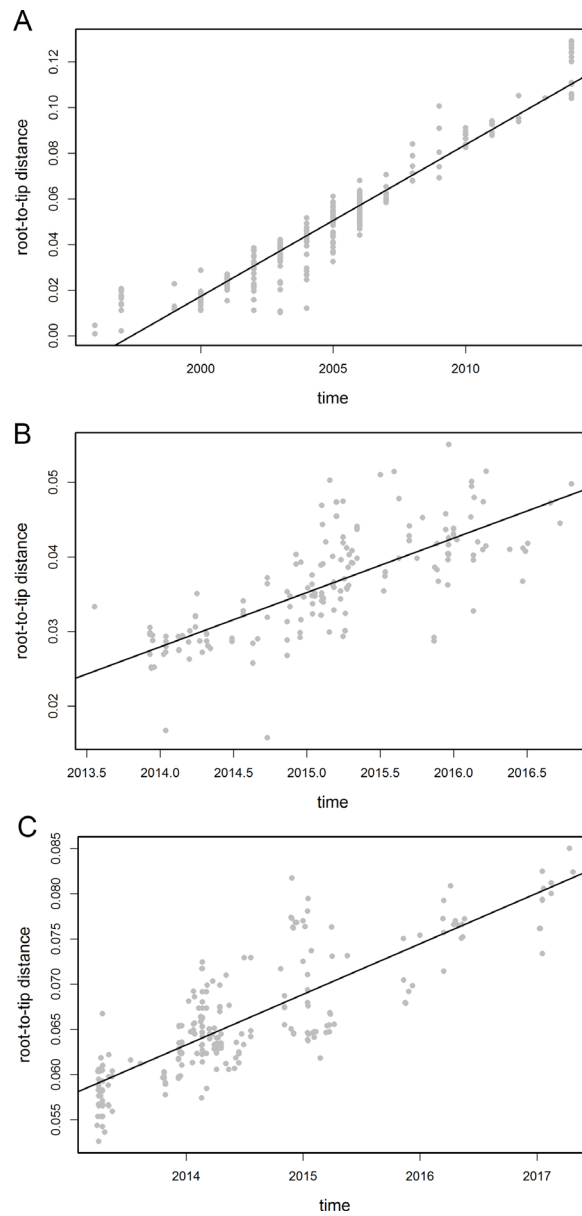 A
root-to-tip distance
0.00 0.02 0.04 0.06 0.08 0.10 0.12
2000 2005 2010
time
B
root-to-tip distance
0.02 0.03 0.04 0.05
2013.5 2014.0 2014.5 2015.0 2015.5 2016.0 2016.5
time
C
root-to-tip distance
0.055 0.060 0.065 0.070 0.075 0.080 0.085
2014 2015 2016 2017
time